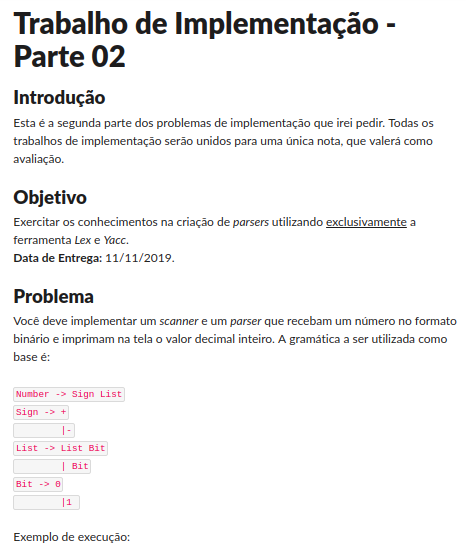 Trabalho de Implementação -
Parte 02
Introdução
Esta é a segunda parte dos problemas de implementação que irei pedir. Todas os
trabalhos de implementação serão unidos para uma única nota, que valerá como
avaliação.
Objetivo
Exercitar os conhecimentos na criação de parsers utilizando exclusivamente a
ferramenta Lex e Yacc.
Data de Entrega: 11/11/2019.
Problema
Você deve implementar um scanner e um parser que recebam um número no formato
binário e imprimam na tela o valor decimal inteiro. A gramática a ser utilizada como
base é:
Number -> Sign List
Sign -> +
|-
List -> List Bit
| Bit
Bit -> 0
|1
Exemplo de execução: